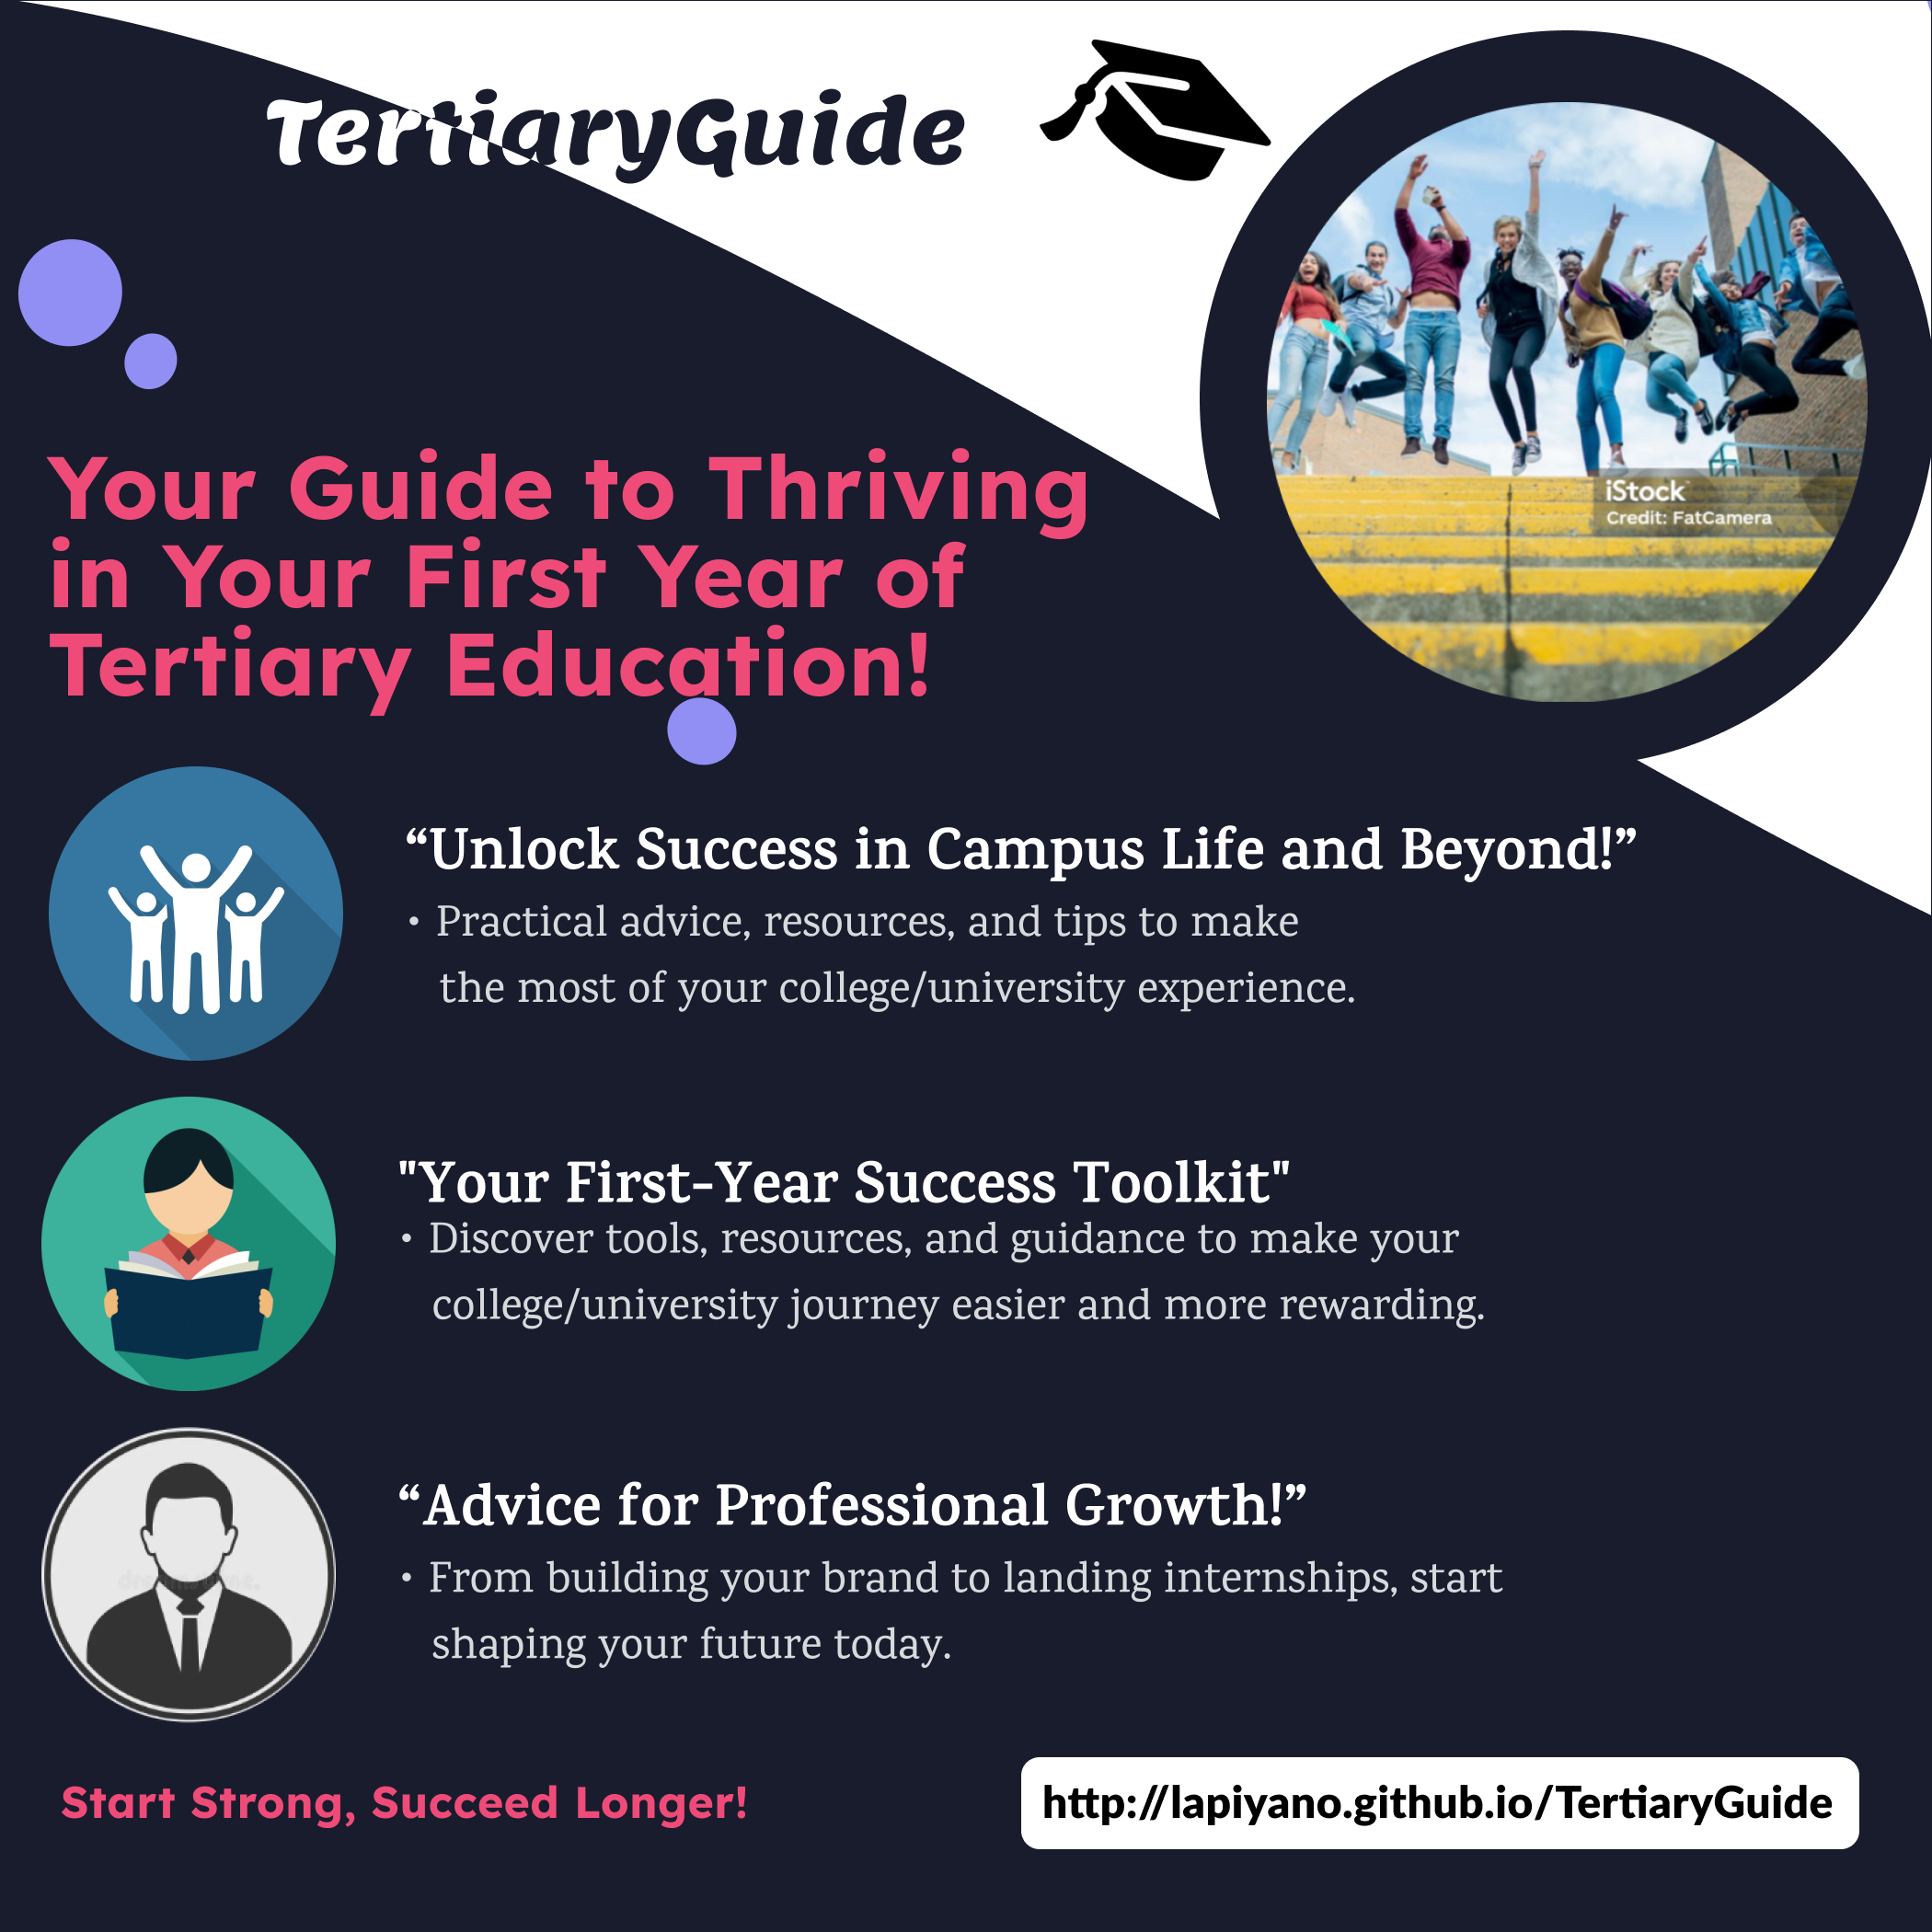 TertiaryGuide
iStock
Credit: FatCamera
Your Guide to Thriving
in Your First Year of
Tertiary Education!
“Unlock Success in Campus Life and Beyond!”
• Practical advice, resources, and tips to make
the most of your college/university experience.
"Your First-Year Success Toolkit"
• Discover tools, resources, and guidance to make your
college/university journey easier and more rewarding.
“Advice for Professional Growth!”
• From building your brand to landing internships, start
shaping your future today.
dreamstime.
Start Strong, Succeed Longer!
http://lapiyano.github.io/TertiaryGuide